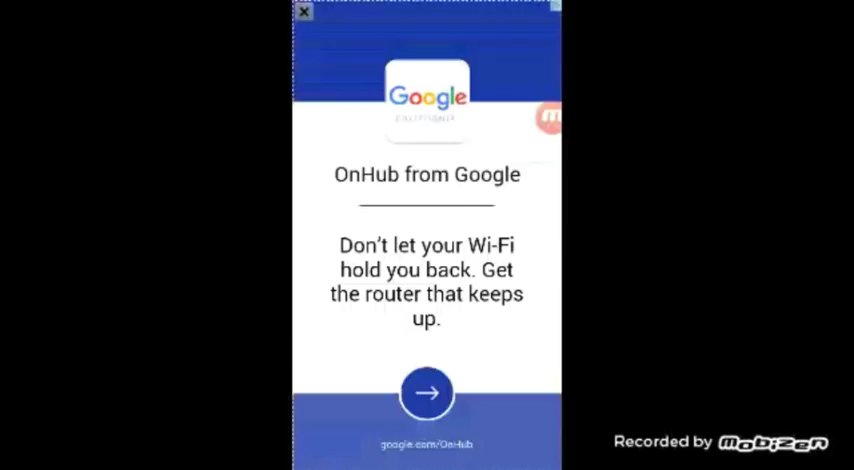 Google
OnHub from Google
Don't let your Wi-Fi
hold you back. Get
the router that keeps
up.
google.com/OnHub
Recorded by mobizen